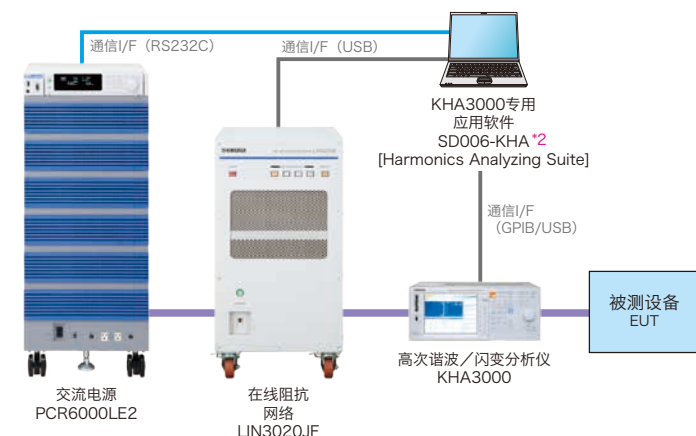 通信I/F（RS232C）
通信I/F（USB）
KHA3000专用
应用软件
SD006-KHA*2
[Harmonics Analyzing Suite]
通信I/F
（GPIB/USB）
被测设备
EUT
高次谐波／闪变分析仪
KHA3000
交流电源
PCR6000LE2
在线阻抗
网络
LIN3020JF